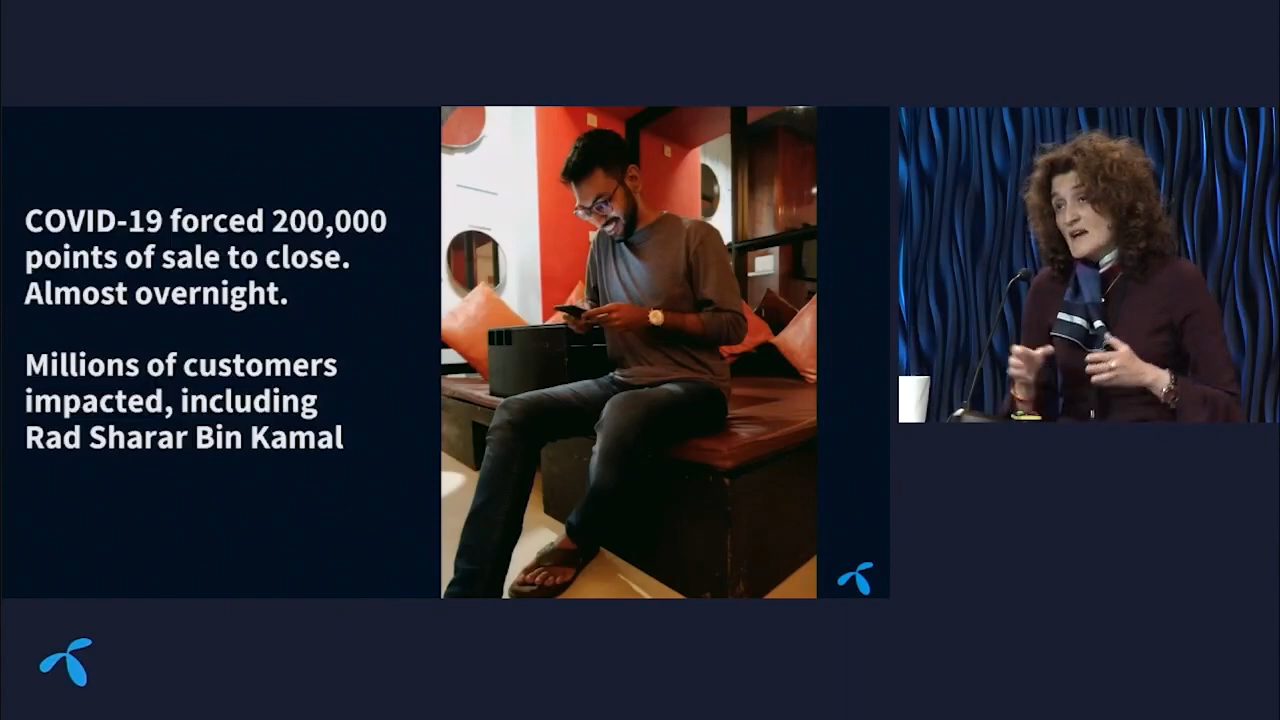 COVID-19 forced 200,000
points of sale to close.
Almost overnight.
Millions of customers
impacted, including
Rad Sharar Bin Kamal